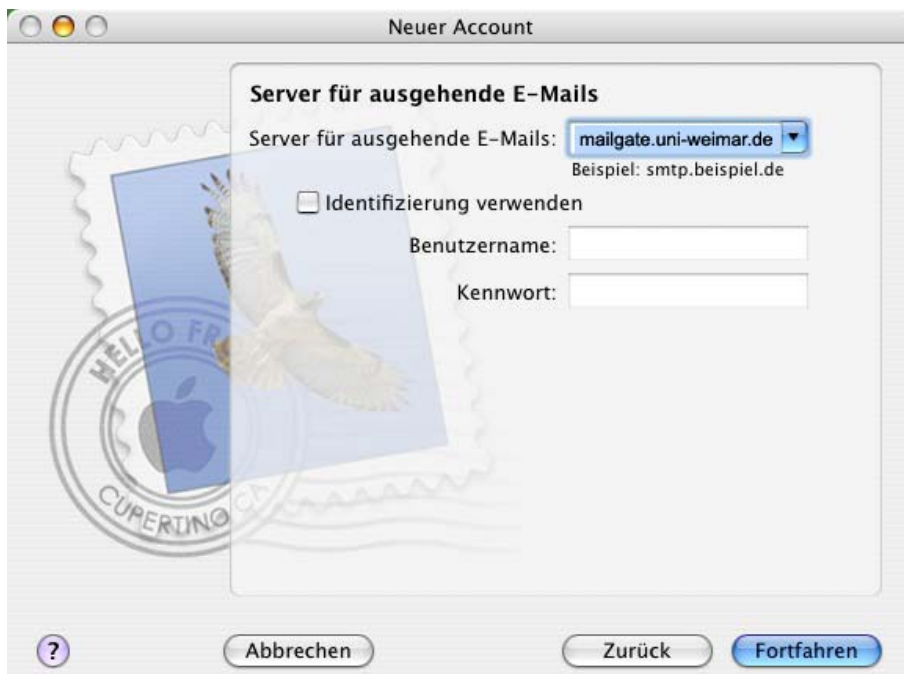 Neuer Account
Server für ausgehende E-Mails
Server für ausgehende E-Mails: mailgate.uni-weimar.de
Beispiel: smtp.beispiel.de
Identifizierung verwenden
Benutzername:
Kennwort:
HELLO FR
CUPERTINO CA
?
Abbrechen
Zurück
Fortfahren